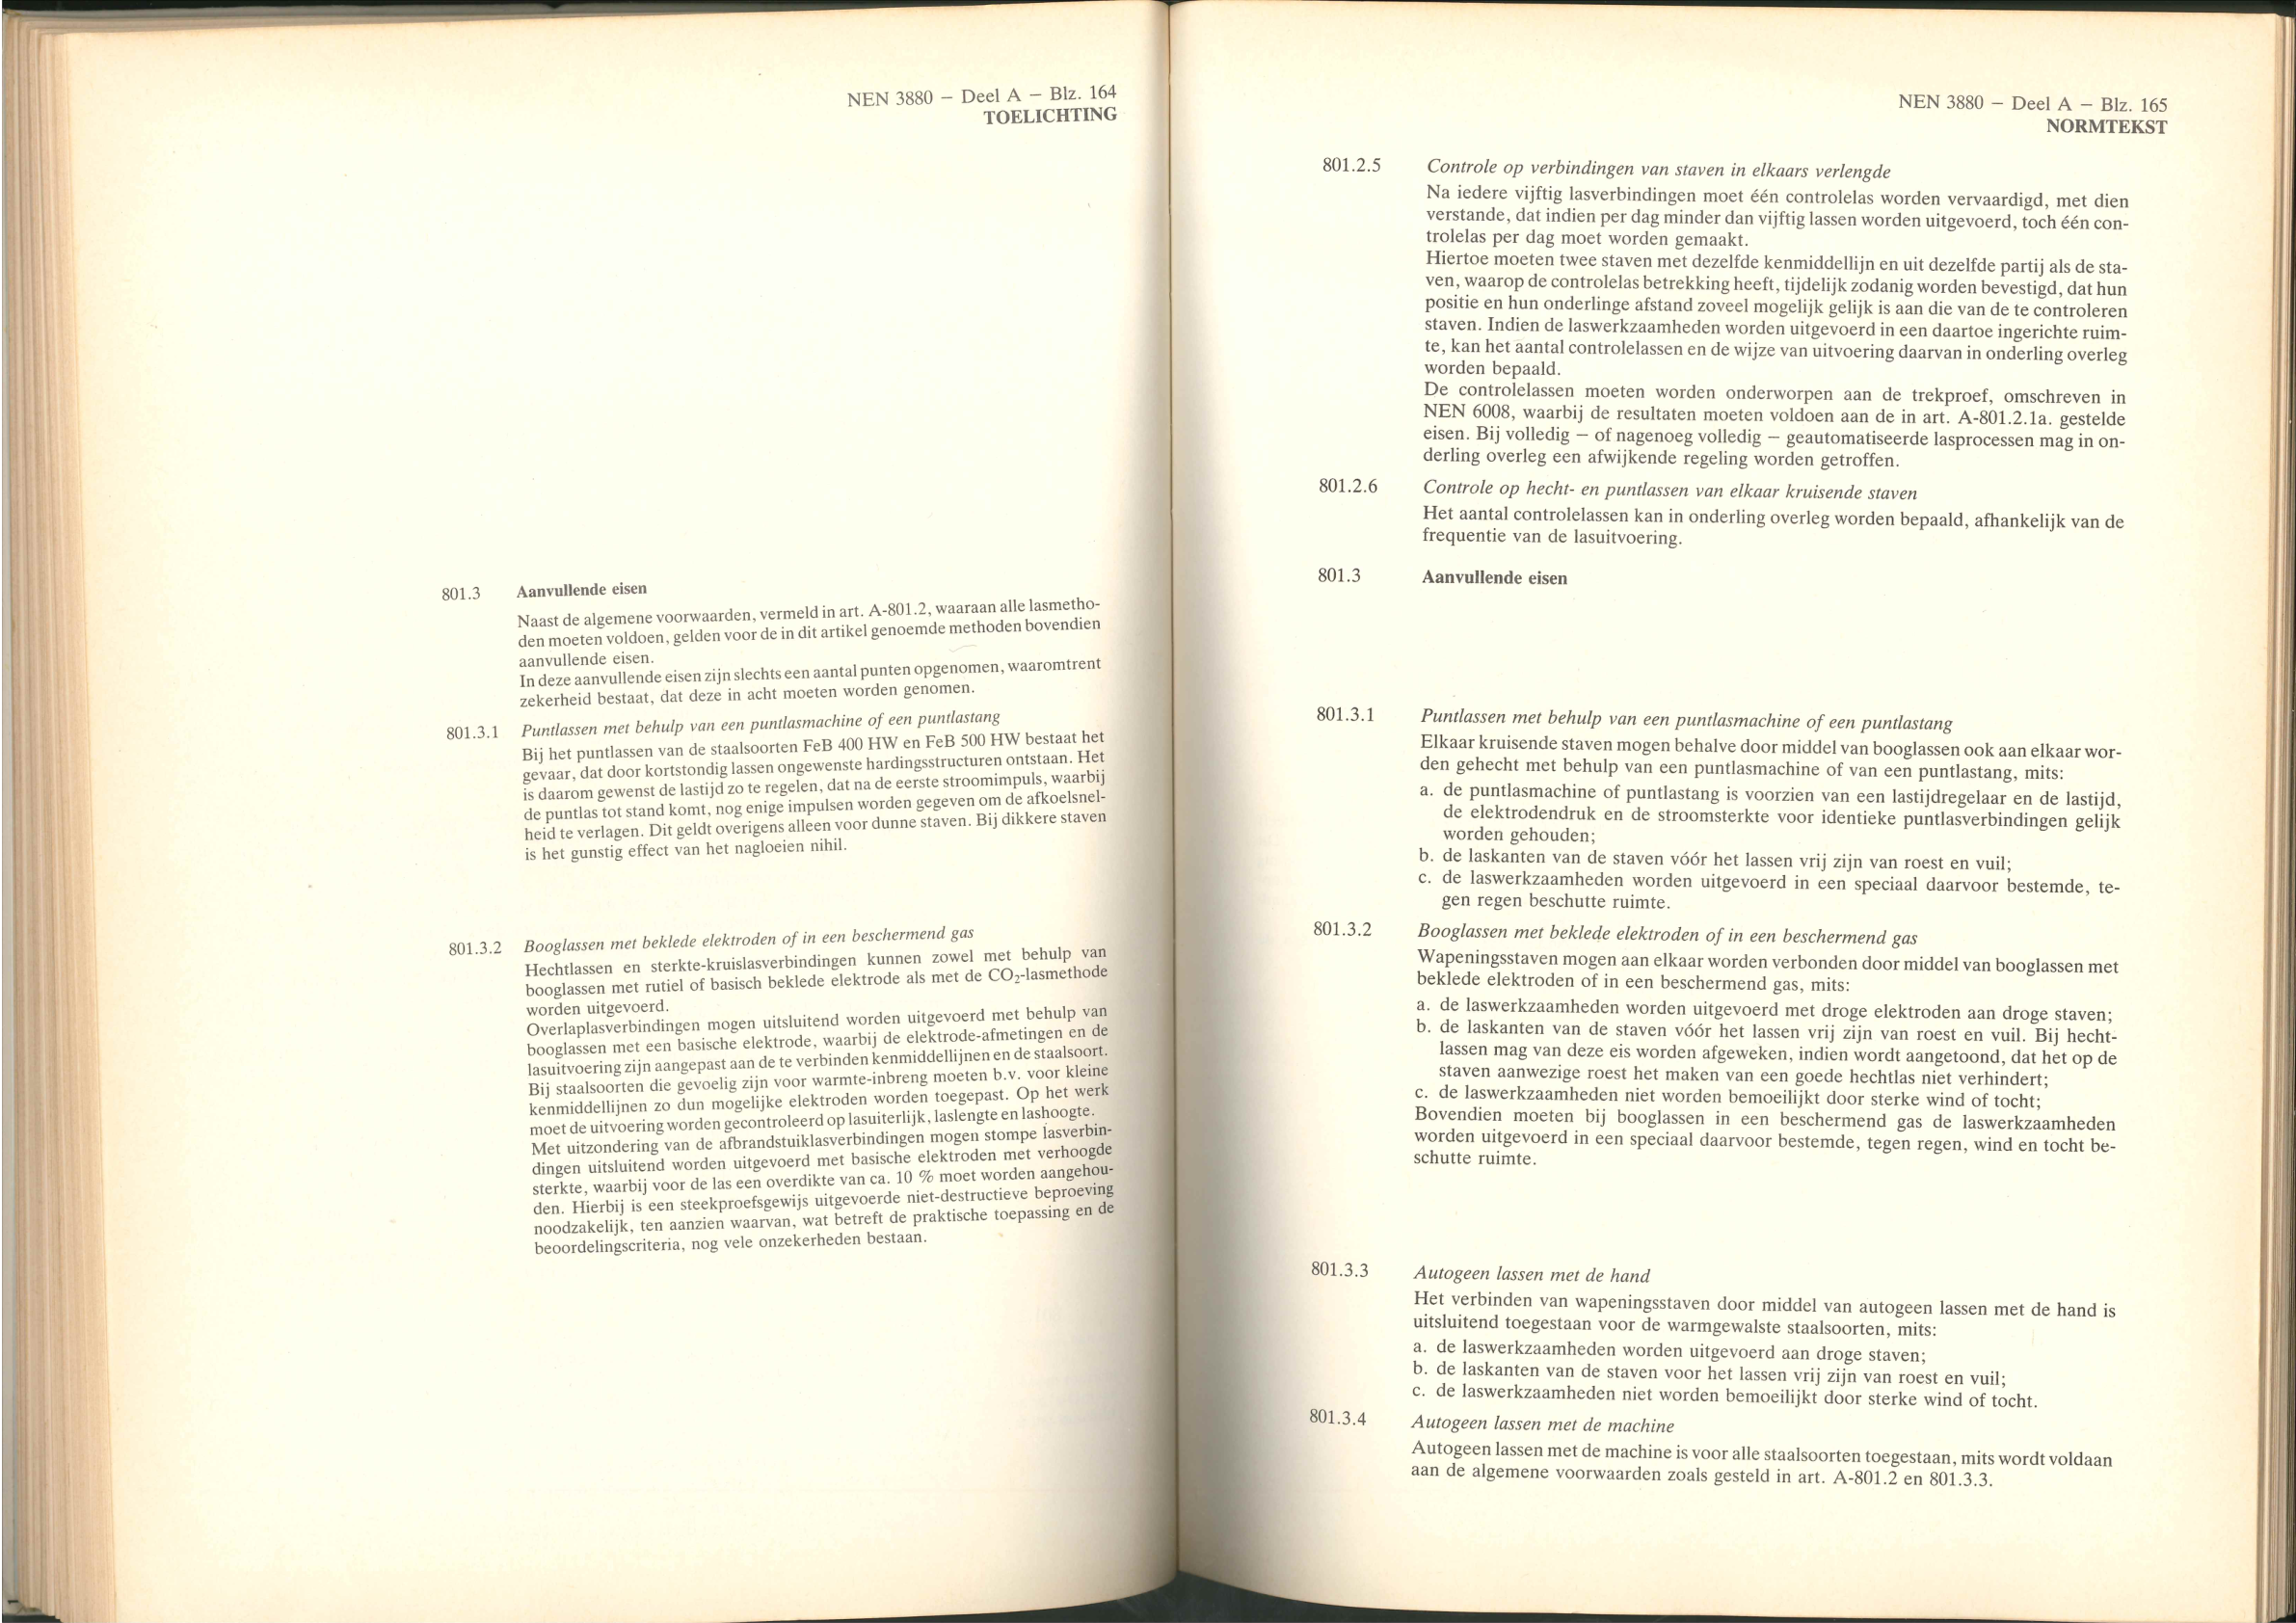 NEN 3880 — Deel A — Blz. 164
TOELICHTING
801.3 Aanvullende eisen
Naast de algemene voorwaarden, vermeld in art. A-801.2, waaraan alle lasmetho-
den moeten voldoen, gelden voor de in dit artikel genoemde methoden bovendien
aanvullende eisen.
In deze aanvullende eisen zijn slechts een aantal punten opgenomen, waaromtrent
zekerheid bestaat, dat deze in acht moeten worden genomen.
801.3.1 Puntlassen met behulp van een puntlasmachine of een puntlastang
Bij het puntlassen van de staalsoorten FeB 400 HW en FeB 500 HW bestaat het
gevaar, dat door kortstondig lassen ongewenste hardingsstructuren ontstaan. Het
is daarom gewenst de lastijd zo te regelen, dat na de eerste stroomimpuls, waarbij
de puntlas tot stand komt, nog enige impulsen worden gegeven om de afkoelsnel-
heid te verlagen. Dit geldt overigens alleen voor dunne staven. Bij dikkere staven
is het gunstig effect van het nagloeien nihil.
801.3.2 Booglassen met beklede elektroden of in een beschermend gas
Hechtlassen en sterkte-kruislasverbindingen kunnen zowel met behulp van
booglassen met rutiel of basisch beklede elektrode als met de CO₂-lasmethode
worden uitgevoerd.
Overlaplasverbindingen mogen uitsluitend worden uitgevoerd met behulp van
booglassen met een basische elektrode, waarbij de elektrode-afmetingen en de
lasuitvoering zijn aangepast aan de te verbinden kenmiddellijnen en de staalsoort.
Bij staalsoorten die gevoelig zijn voor warmte-inbreng moeten b.v. voor kleine
kenmiddellijnen zo dun mogelijke elektroden worden toegepast. Op het werk
moet de uitvoering worden gecontroleerd op lasuiterlijk, laslengte en lashoogte.
Met uitzondering van de afbrandstuiklasverbindingen mogen stompe lasverbin-
dingen uitsluitend worden uitgevoerd met basische elektroden met verhoogde
sterkte, waarbij voor de las een overdikte van ca. 10 % moet worden aangehou-
den. Hierbij is een steekproefsgewijs uitgevoerde niet-destructieve beproeving
noodzakelijk, ten aanzien waarvan, wat betreft de praktische toepassing en de
beoordelingscriteria, nog vele onzekerheden bestaan.
NEN 3880 — Deel A — Blz. 165
NORMTEKST
801.2.5 Controle op verbindingen van staven in elkaars verlengde
Na iedere vijftig lasverbindingen moet één controlelas worden vervaardigd, met dien
verstande, dat indien per dag minder dan vijftig lassen worden uitgevoerd, toch één con-
trolelas per dag moet worden gemaakt.
Hiertoe moeten twee staven met dezelfde kenmiddellijn en uit dezelfde partij als de sta-
ven, waarop de controlelas betrekking heeft, tijdelijk zodanig worden bevestigd, dat hun
positie en hun onderlinge afstand zoveel mogelijk gelijk is aan die van de te controleren
staven. Indien de laswerkzaamheden worden uitgevoerd in een daartoe ingerichte ruim-
te, kan het aantal controlelassen en de wijze van uitvoering daarvan in onderling overleg
worden bepaald.
De controlelassen moeten worden onderworpen aan de trekproef, omschreven in
NEN 6008, waarbij de resultaten moeten voldoen aan de in art. A-801.2.1a. gestelde
eisen. Bij volledig — of nagenoeg volledig — geautomatiseerde lasprocessen mag in on-
derling overleg een afwijkende regeling worden getroffen.
801.2.6 Controle op hecht- en puntlassen van elkaar kruisende staven
Het aantal controlelassen kan in onderling overleg worden bepaald, afhankelijk van de
frequentie van de lasuitvoering.
801.3 Aanvullende eisen
801.3.1 Puntlassen met behulp van een puntlasmachine of een puntlastang
Elkaar kruisende staven mogen behalve door middel van booglassen ook aan elkaar wor-
den gehecht met behulp van een puntlasmachine of van een puntlastang, mits:
a. de puntlasmachine of puntlastang is voorzien van een lastijdregelaar en de lastijd,
de elektrodendruk en de stroomsterkte voor identieke puntlasverbindingen gelijk
worden gehouden;
b. de laskanten van de staven vóór het lassen vrij zijn van roest en vuil;
c. de laswerkzaamheden worden uitgevoerd in een speciaal daarvoor bestemde, te-
gen regen beschutte ruimte.
801.3.2 Booglassen met beklede elektroden of in een beschermend gas
Wapeningsstaven mogen aan elkaar worden verbonden door middel van booglassen met
beklede elektroden of in een beschermend gas, mits:
a. de laswerkzaamheden worden uitgevoerd met droge elektroden aan droge staven;
b. de laskanten van de staven vóór het lassen vrij zijn van roest en vuil. Bij hecht-
lassen mag van deze eis worden afgeweken, indien wordt aangetoond, dat het op de
staven aanwezige roest het maken van een goede hechtlas niet verhindert;
c. de laswerkzaamheden niet worden bemoeilijkt door sterke wind of tocht;
Bovendien moeten bij booglassen in een beschermend gas de laswerkzaamheden
worden uitgevoerd in een speciaal daarvoor bestemde, tegen regen, wind en tocht be-
schutte ruimte.
801.3.3 Autogeen lassen met de hand
Het verbinden van wapeningsstaven door middel van autogeen lassen met de hand is
uitsluitend toegestaan voor de warmgewalste staalsoorten, mits:
a. de laswerkzaamheden worden uitgevoerd aan droge staven;
b. de laskanten van de staven voor het lassen vrij zijn van roest en vuil;
c. de laswerkzaamheden niet worden bemoeilijkt door sterke wind of tocht.
801.3.4 Autogeen lassen met de machine
Autogeen lassen met de machine is voor alle staalsoorten toegestaan, mits wordt voldaan
aan de algemene voorwaarden zoals gesteld in art. A-801.2 en 801.3.3.